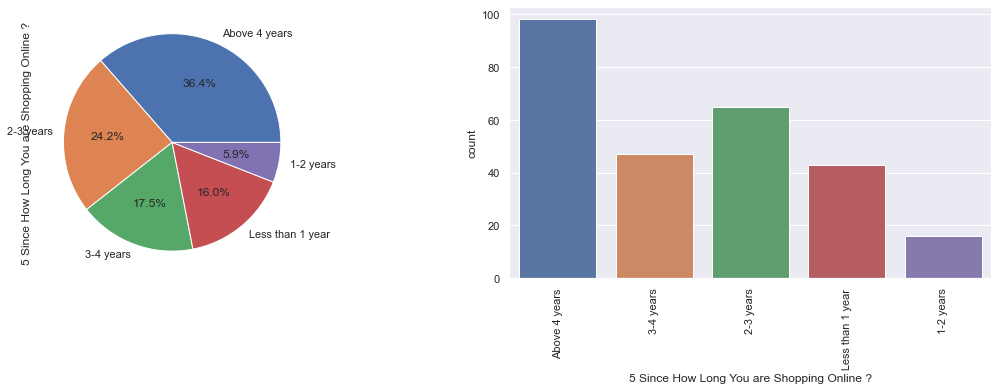 5 Since How Long You are Shopping Online ?
Above 4 years
36.4%
2-3 years
24.2%
5.9%
1-2 years
16.0%
17.5%
Less than 1 year
3-4 years
count
100
80
60
40
20
0
Above 4 years
3-4 years
2-3 years
Less than 1 year
1-2 years
5 Since How Long You are Shopping Online ?